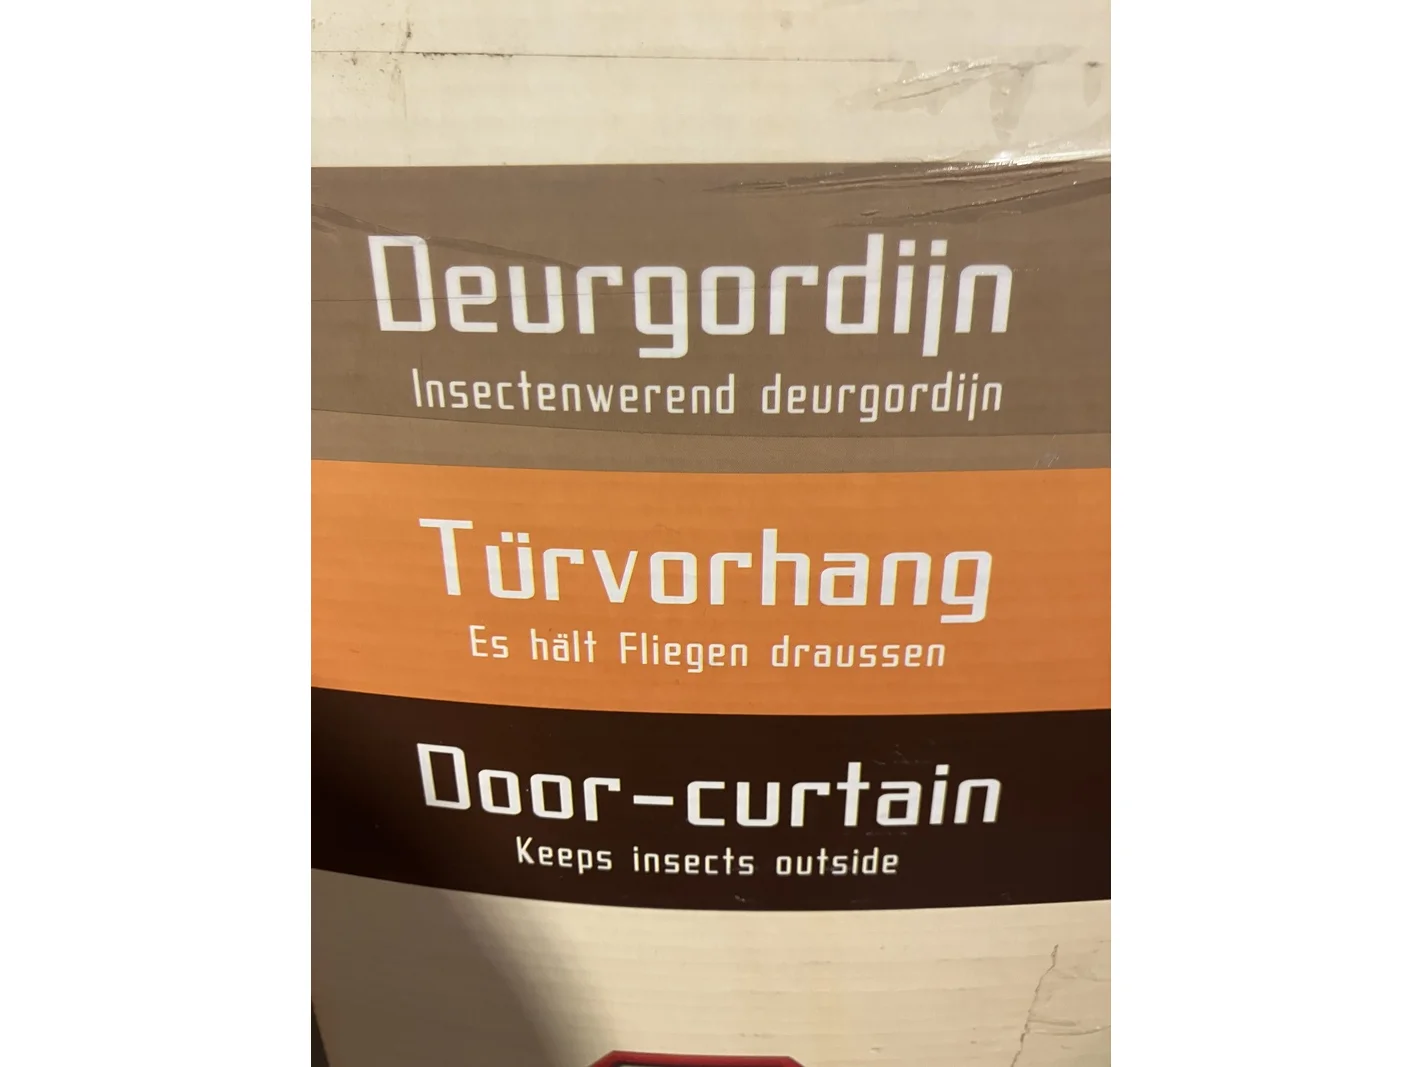 Deurgordijn
Insectenwerend deurgordijn
Türvorhang
Es hält Fliegen draussen
Door-curtain
Keeps insects outside